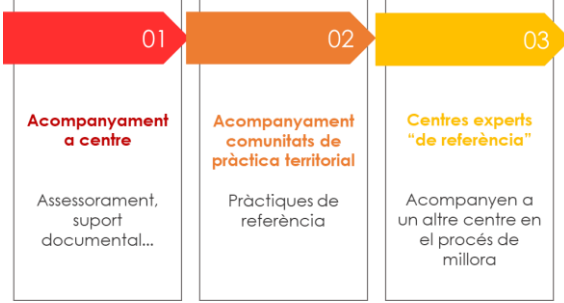 01
Acompanyament
a centre
Assessorament,
suport
documental...
02
Acompanyament
comunitats de
pràctica territorial
Pràctiques de
referència
03
Centres experts
“de referència”
Acompanyen a
un altre centre en
el procés de
millora